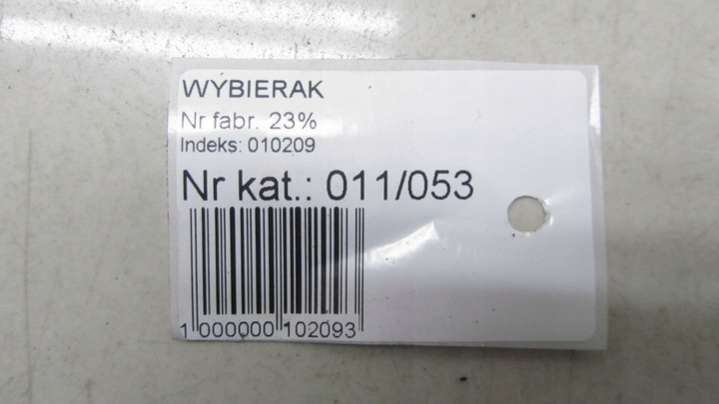 WYBIERAK
Nr fabr. 23%
Indeks: 010209
Nr kat.: 011/053
1 000000 102093